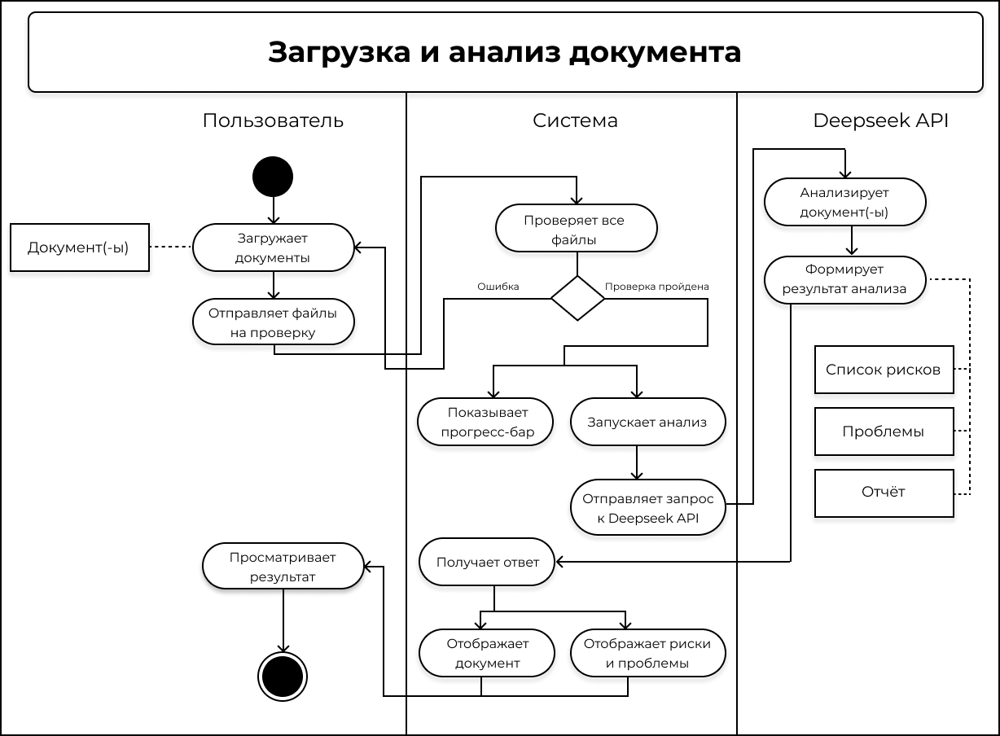 Загрузка и анализ документа
Пользователь
Система
Deepseek API
Документ(-ы)
Загружает
документы
Отправляет файлы
на проверку
Проверяет все
файлы
Ошибка
Проверка пройдена
Показывает
прогресс-бар
Запускает анализ
Отправляет запрос
к Deepseek API
Анализирует
документ(-ы)
Формирует
результат анализа
Список рисков
Проблемы
Отчёт
Получает ответ
Отображает
документ
Отображает риски
и проблемы
Просматривает
результат